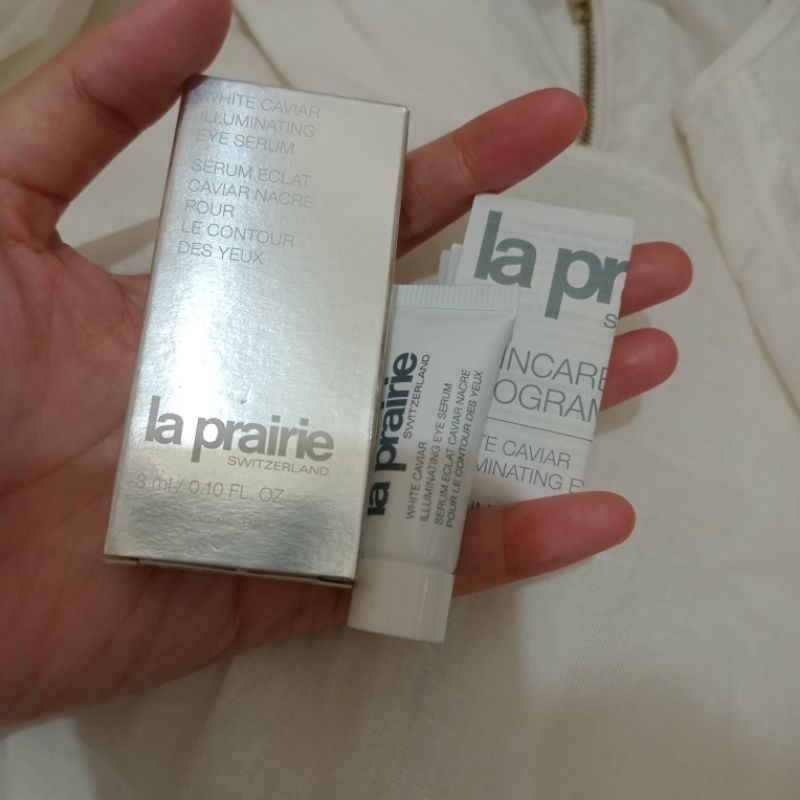 WHITE CAVIAR
ILLUMINATING
EYE SERUM
SERUM ECLAT
CAVIAR NACRE
POUR
LE CONTOUR
DES YEUX
la prairie
SWITZERLAND
3 ml / 0.10 FL. OZ.
la prairie
SWITZERLAND
WHITE CAVIAR
ILLUMINATING EYE SERUM
SERUM ECLAT CAVIAR NACRE
POUR LE CONTOUR DES YEUX
la pr
S
INCARE
OGRAM
TE CAVIAR
MINATING E